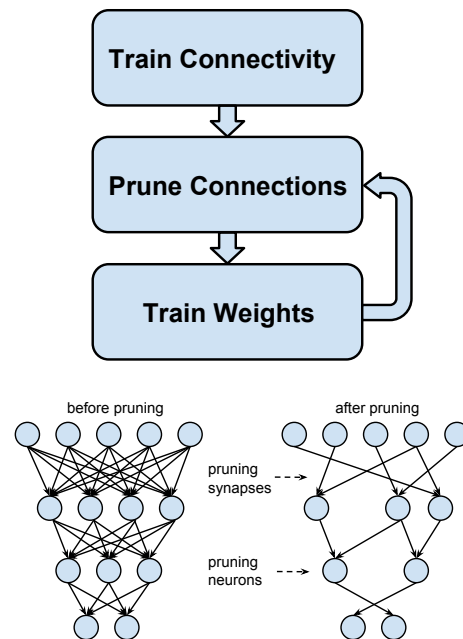 Train Connectivity
Prune Connections
Train Weights
before pruning
after pruning
pruning
synapses
pruning
neurons